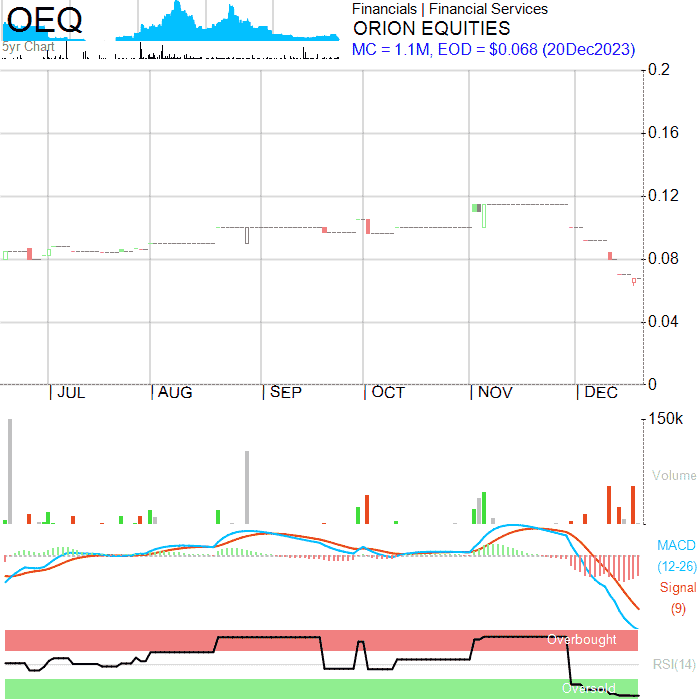 OEQ
5yr Chart
Financials | Financial Services
ORION EQUITIES
MC = 1.1M, EOD = $0.068 (20Dec2023)
0.2
0.16
0.12
0.08
0.04
0
JUL
AUG
SEP
OCT
NOV
DEC
150k
Volume
MACD
(12-26)
Signal
(9)
Overbought
RSI(14)
Oversold